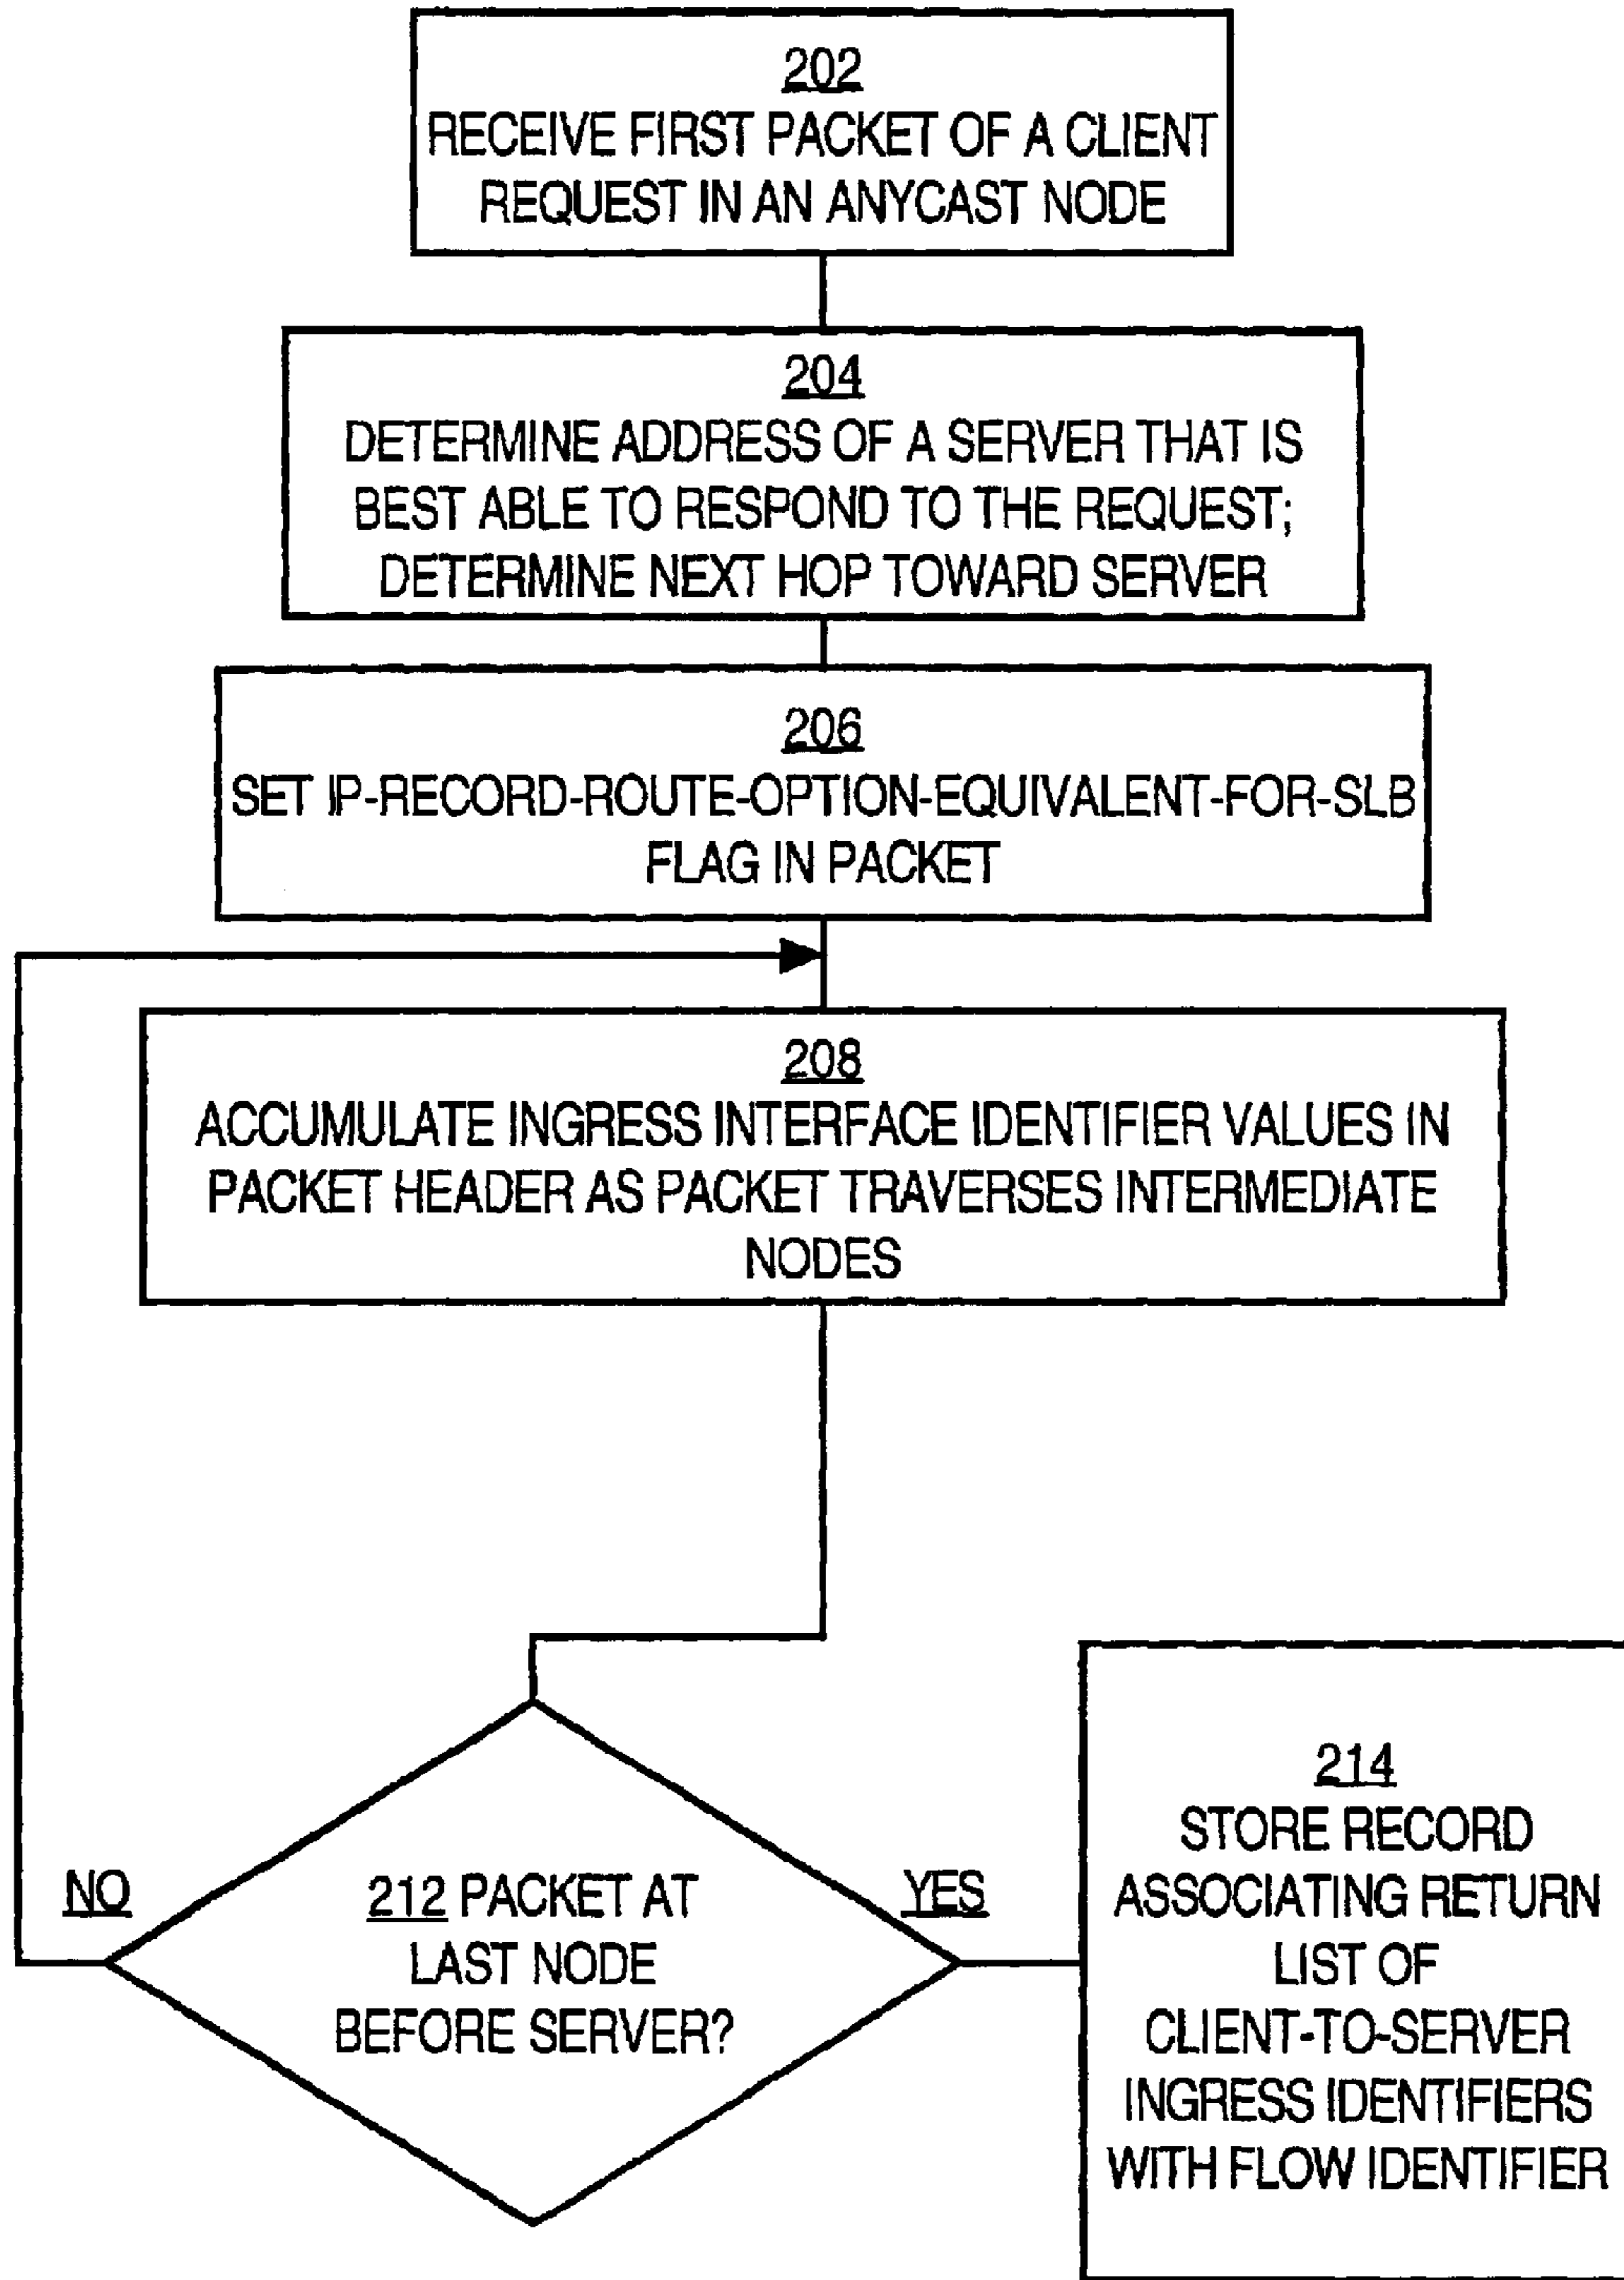 202
RECEIVE FIRST PACKET OF A CLIENT
REQUEST IN AN ANYCAST NODE
204
DETERMINE ADDRESS OF A SERVER THAT IS
BEST ABLE TO RESPOND TO THE REQUEST;
DETERMINE NEXT HOP TOWARD SERVER
206
SET IP-RECORD-ROUTE-OPTION-EQUIVALENT-FOR-SLB
FLAG IN PACKET
208
ACCUMULATE INGRESS INTERFACE IDENTIFIER VALUES IN
PACKET HEADER AS PACKET TRAVERSES INTERMEDIATE
NODES
NO
212 PACKET AT
LAST NODE
BEFORE SERVER?
YES
214
STORE RECORD
ASSOCIATING RETURN
LIST OF
CLIENT-TO-SERVER
INGRESS IDENTIFIERS
WITH FLOW IDENTIFIER